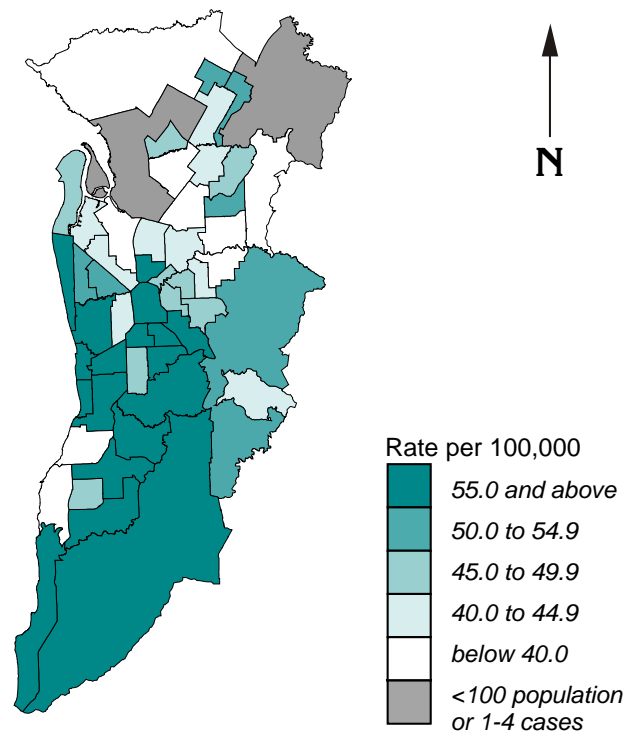 N
Rate per 100,000
55.0 and above
50.0 to 54.9
45.0 to 49.9
40.0 to 44.9
below 40.0
<100 population
or 1-4 cases